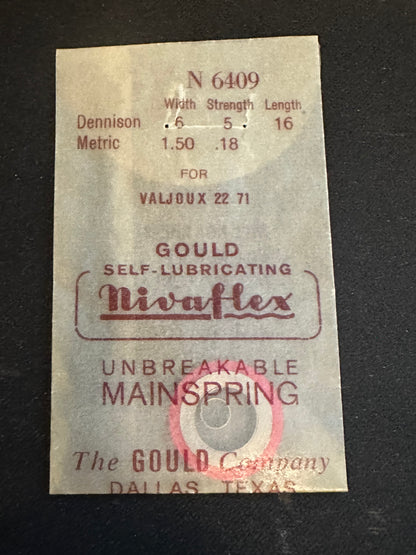 N 6409
Width Strength Length
Dennison 6 5 16
Metric 1.50 .18
FOR
VALJOUX 22 71
GOULD
SELF-LUBRICATING
Nivaflex
UNBREAKABLE
MAINSPRING
The GOULD Company
DALLAS TEXAS